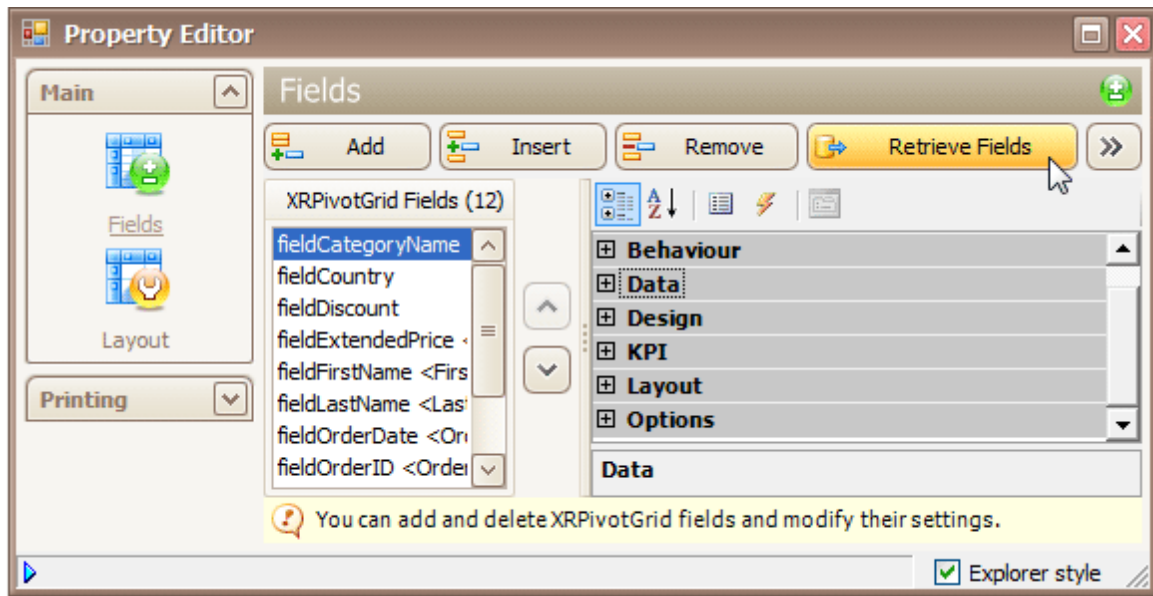 Property Editor
Main
Fields
Layout
Printing
Fields
Add Insert Remove Retrieve Fields
XRPivotGrid Fields (12)
fieldCategoryName
fieldCountry
fieldDiscount
fieldExtendedPrice <
fieldFirstName <Firs
fieldLastName <Las
fieldOrderDate <Or
fieldOrderID <Order
Behaviour
Data
Design
KPI
Layout
Options
Data
You can add and delete XRPivotGrid fields and modify their settings.
Explorer style